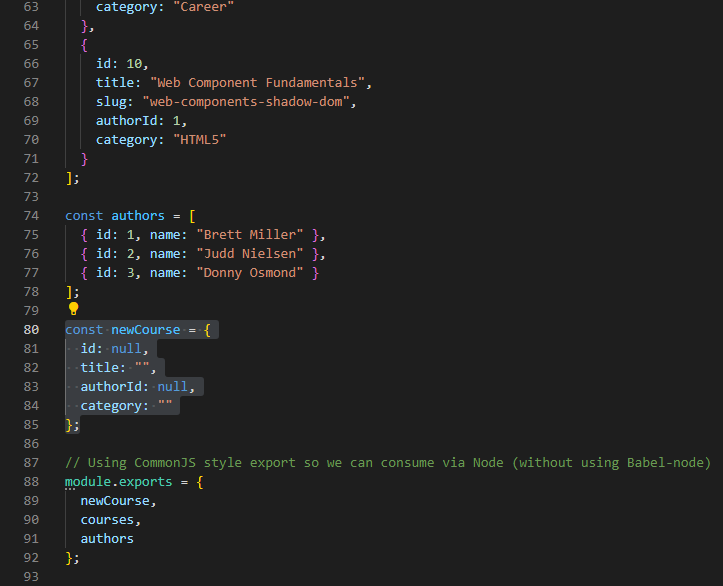 63 category: "Career"
64 },
65 {
66 id: 10,
67 title: "Web Component Fundamentals",
68 slug: "web-components-shadow-dom",
69 authorId: 1,
70 category: "HTML5"
71 }
72 ];
73
74 const authors = [
75 { id: 1, name: "Brett Miller" },
76 { id: 2, name: "Judd Nielsen" },
77 { id: 3, name: "Donny Osmond" }
78 ];
79
80 const newCourse = {
81 id: null,
82 title: "",
83 authorId: null,
84 category: ""
85 };
86
87 // Using CommonJS style export so we can consume via Node (without using Babel-node)
88 module.exports = {
89 newCourse,
90 courses,
91 authors
92 };
93